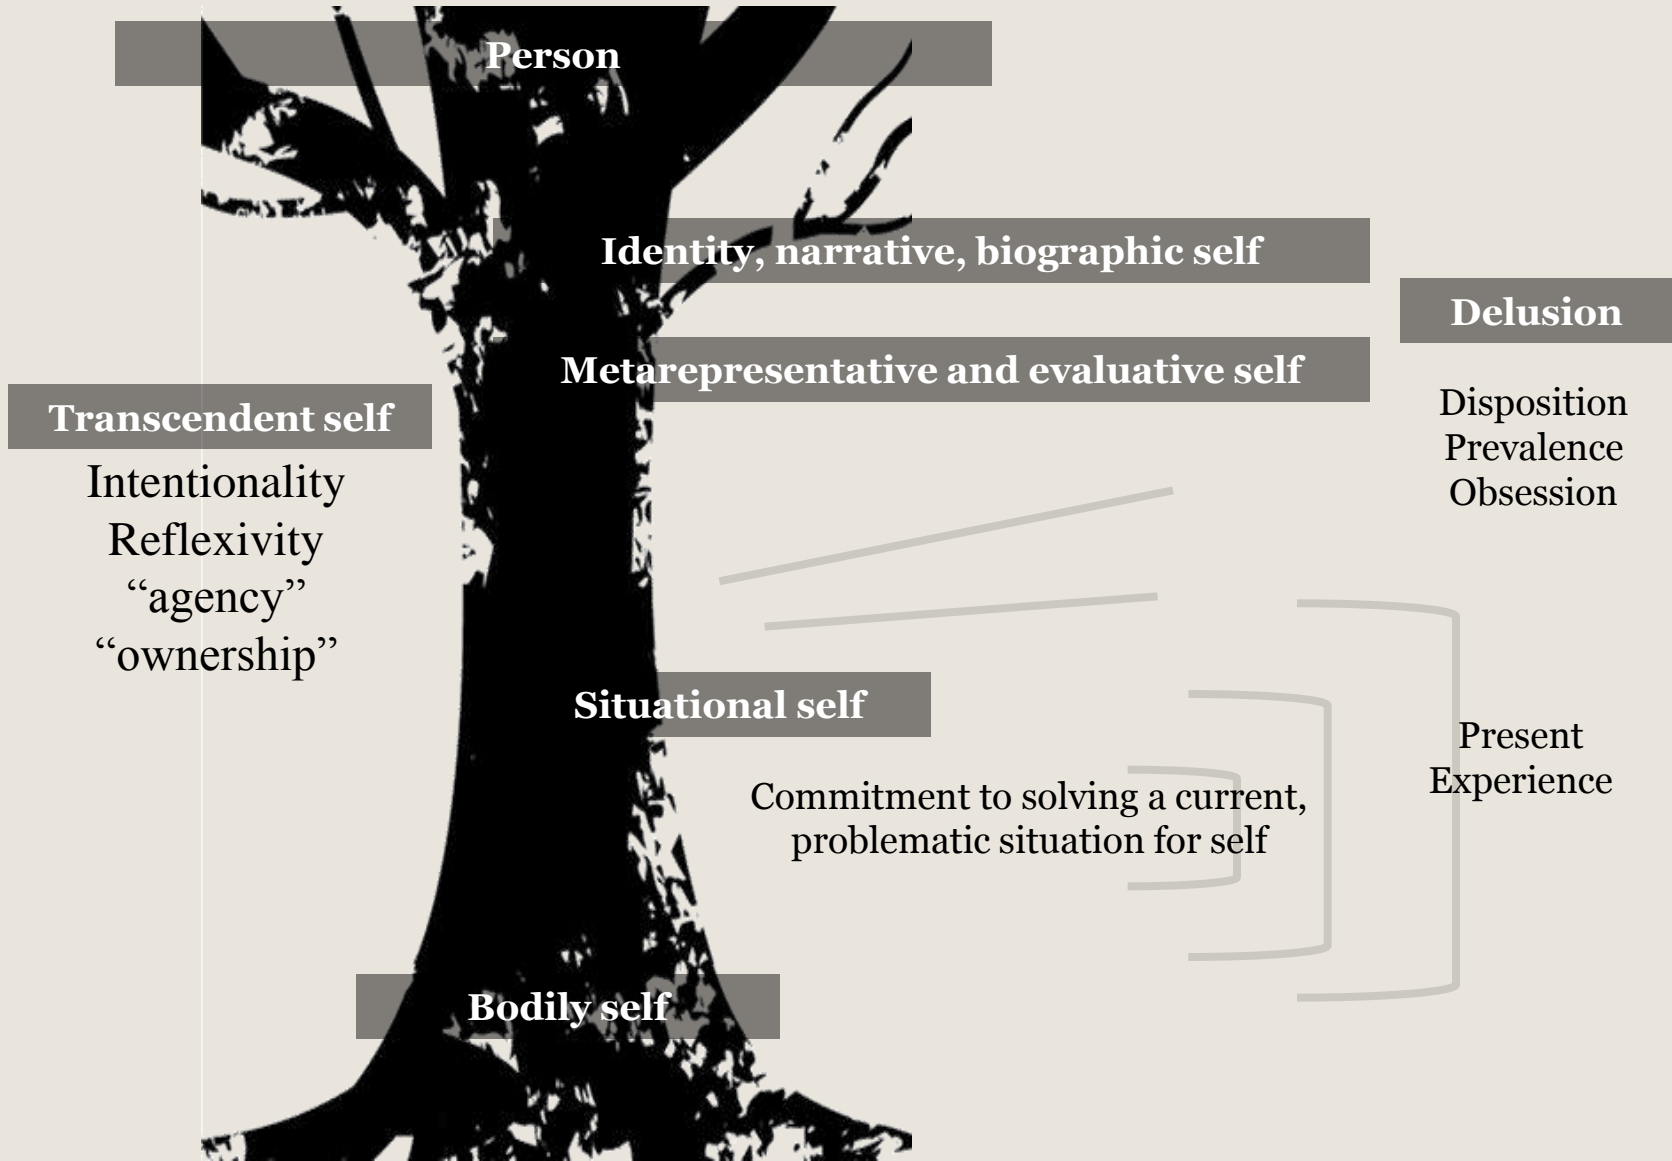 Person
Identity, narrative, biographic self
Metarepresentative and evaluative self
Transcendent self
Intentionality
Reflexivity
“agency”
“ownership”
Situational self
Commitment to solving a current,
problematic situation for self
Bodily self
Delusion
Disposition
Prevalence
Obsession
Present
Experience